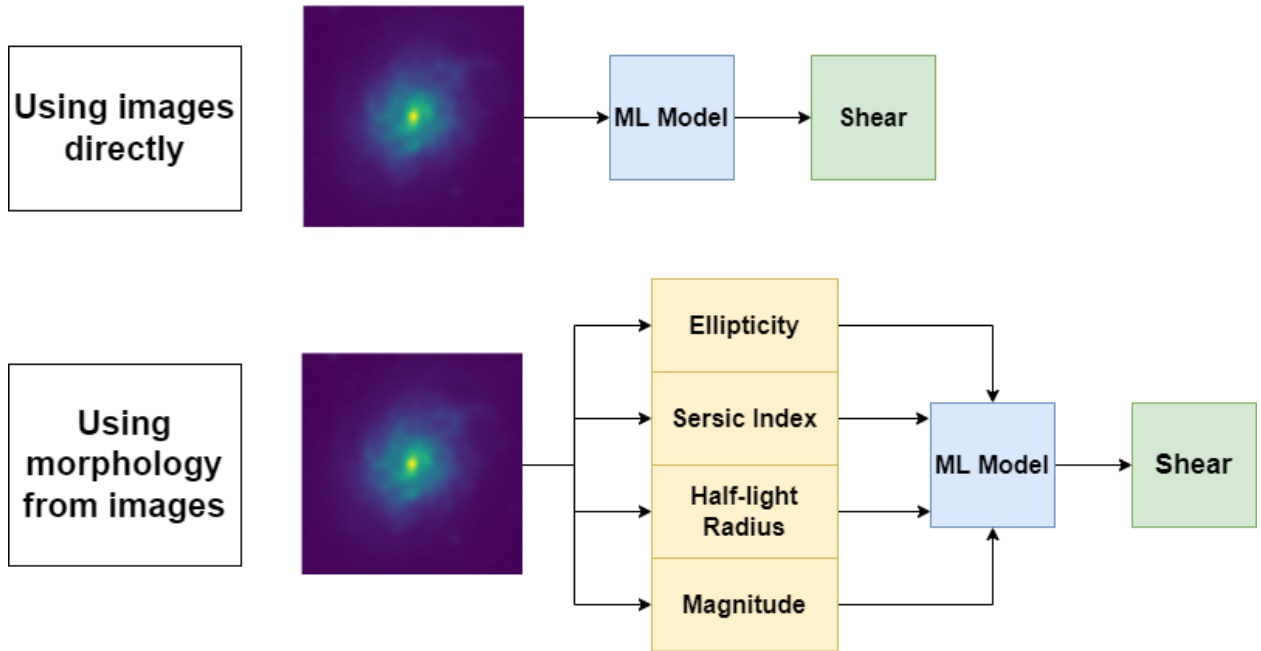 Using images
directly
ML Model
Shear
Using
morphology
from images
Ellipticity
Sersic Index
Half-light
Radius
Magnitude
ML Model
Shear